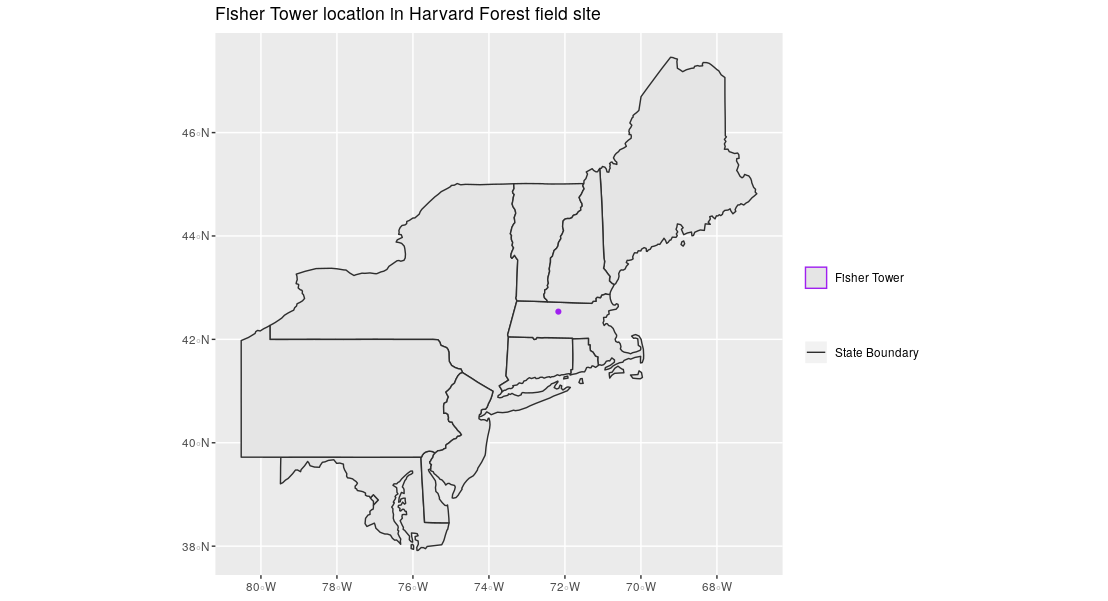 Fisher Tower location in Harvard Forest field site
46°N
44°N
42°N
40°N
38°N
80°W 78°W 76°W 74°W 72°W 70°W 68°W
Fisher Tower
State Boundary